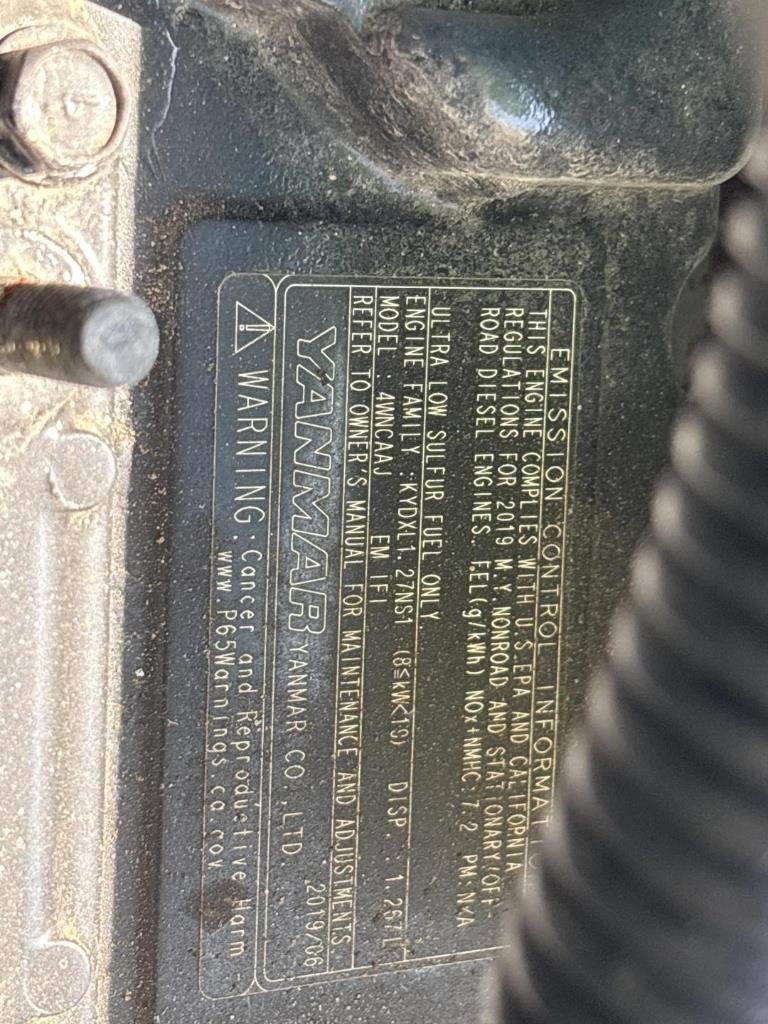 EMISSION CONTROL INFORMAT
THIS ENGINE COMPLIES WITH U.S.EPA AND CALIFORNIA
REGULATIONS FOR 2019 M.Y. NONROAD AND STATIONARY/OFF-
ROAD DIESEL ENGINES. FEL(g/kWh) NOx+NMHC:7.2 PM:N/A
ULTRA LOW SULFUR FUEL ONLY
ENGINE FAMILY :KYDXL1.27NS1 (8≦kW<19) DISP.:1.267L
MODEL : EM IFI
REFER TO OWNER'S MANUAL FOR MAINTENANCE AND ADJUSTMENTS
YANMAR YANMAR CO.,LTD. 2019/06
⚠ WARNING:Cancer and Reproductive Harm -
www.P65Warnings.ca.gov